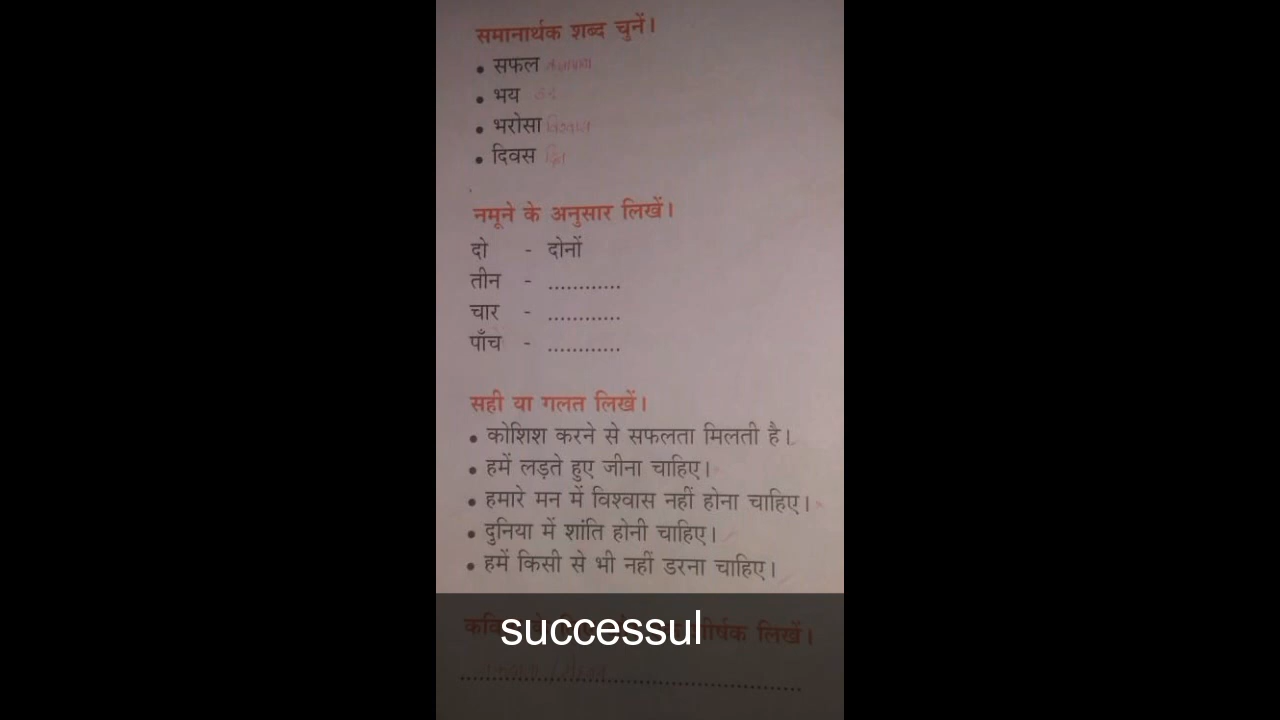 समानार्थक शब्द चुनें।
• सफल
• भय
• भरोसा विश्वास
• दिवस दिन
नमूने के अनुसार लिखें।
दो - दोनों
तीन - ............
चार - ............
पाँच - ............
सही या गलत लिखें।
• कोशिश करने से सफलता मिलती है।
• हमें लड़ते हुए जीना चाहिए।
• हमारे मन में विश्वास नहीं होना चाहिए।
• दुनिया में शांति होनी चाहिए।
• हमें किसी से भी नहीं डरना चाहिए।
successul
लिखें।